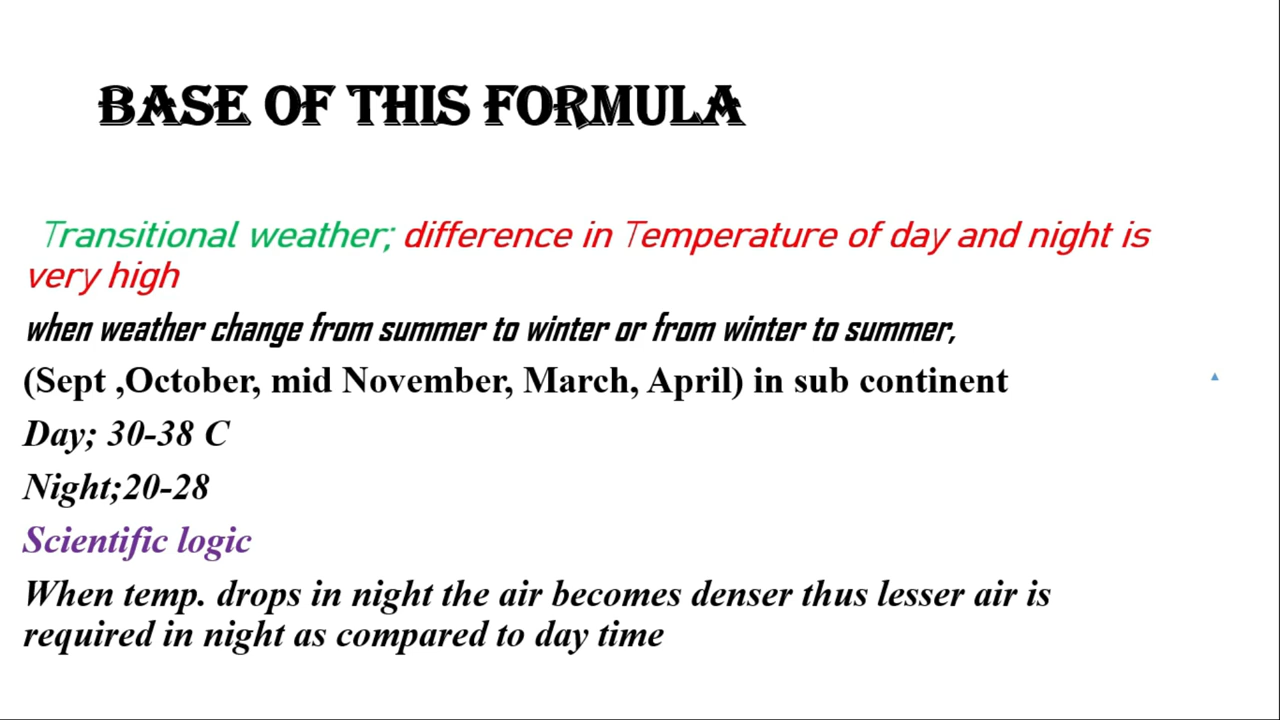 BASE OF THIS FORMULA
Transitional weather; difference in Temperature of day and night is
very high
when weather change from summer to winter or from winter to summer,
(Sept ,October, mid November, March, April) in sub continent
Day; 30-38 C
Night;20-28
Scientific logic
When temp. drops in night the air becomes denser thus lesser air is
required in night as compared to day time